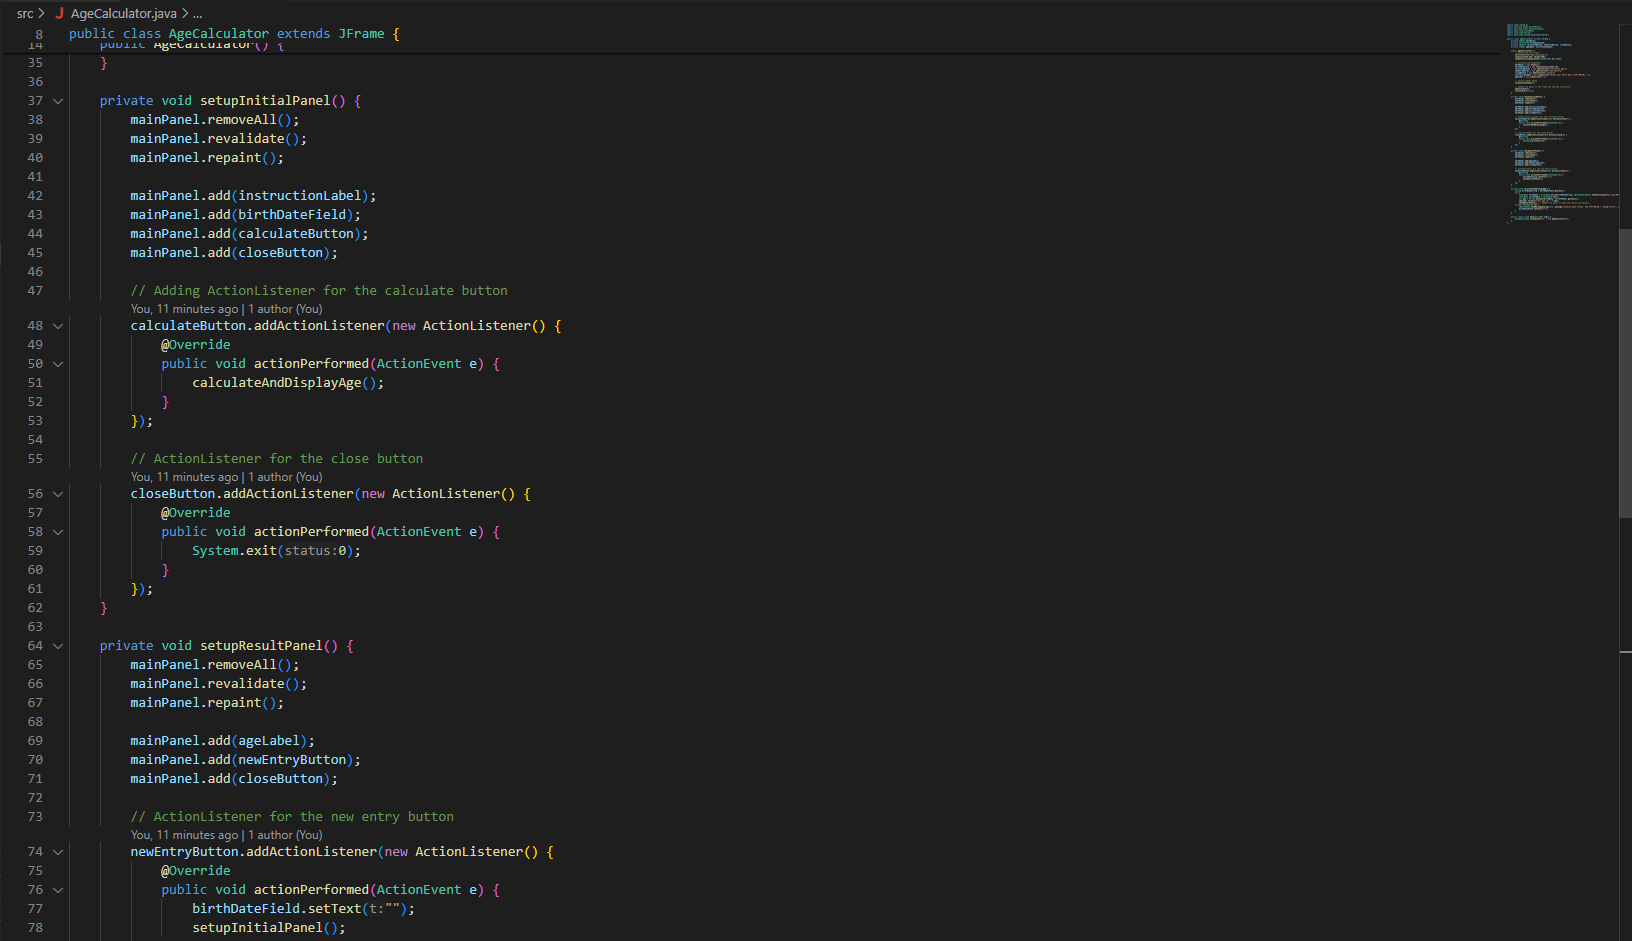 src > J AgeCalculator.java > ...
8 public class AgeCalculator extends JFrame {
14 public AgeCalculator() {
35 }
36
37 private void setupInitialPanel() {
38 mainPanel.removeAll();
39 mainPanel.revalidate();
40 mainPanel.repaint();
41
42 mainPanel.add(instructionLabel);
43 mainPanel.add(birthDateField);
44 mainPanel.add(calculateButton);
45 mainPanel.add(closeButton);
46
47 // Adding ActionListener for the calculate button
You, 11 minutes ago | 1 author (You)
48 calculateButton.addActionListener(new ActionListener() {
49 @Override
50 public void actionPerformed(ActionEvent e) {
51 calculateAndDisplayAge();
52 }
53 });
54
55 // ActionListener for the close button
You, 11 minutes ago | 1 author (You)
56 closeButton.addActionListener(new ActionListener() {
57 @Override
58 public void actionPerformed(ActionEvent e) {
59 System.exit(status:0);
60 }
61 });
62 }
63
64 private void setupResultPanel() {
65 mainPanel.removeAll();
66 mainPanel.revalidate();
67 mainPanel.repaint();
68
69 mainPanel.add(ageLabel);
70 mainPanel.add(newEntryButton);
71 mainPanel.add(closeButton);
72
73 // ActionListener for the new entry button
You, 11 minutes ago | 1 author (You)
74 newEntryButton.addActionListener(new ActionListener() {
75 @Override
76 public void actionPerformed(ActionEvent e) {
77 birthDateField.setText(t:"");
78 setupInitialPanel();